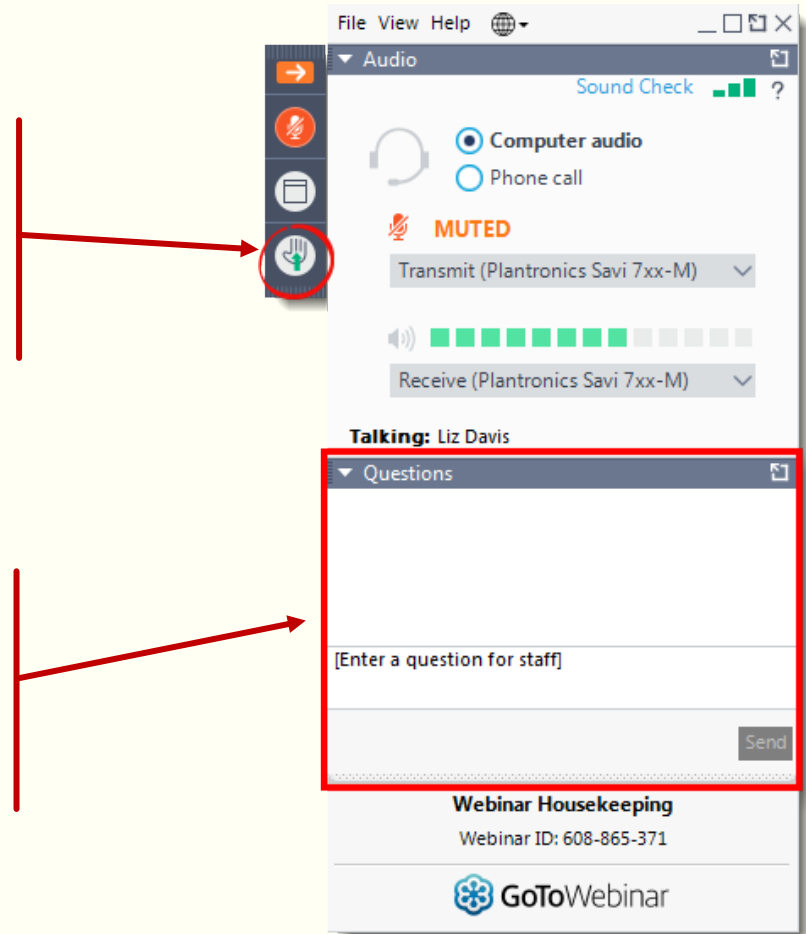 File View Help
Audio
Sound Check ?
Computer audio
Phone call
MUTED
Transmit (Plantronics Savi 7xx-M)
Receive (Plantronics Savi 7xx-M)
Talking: Liz Davis
Questions
[Enter a question for staff]
Send
Webinar Housekeeping
Webinar ID: 608-865-371
GoToWebinar